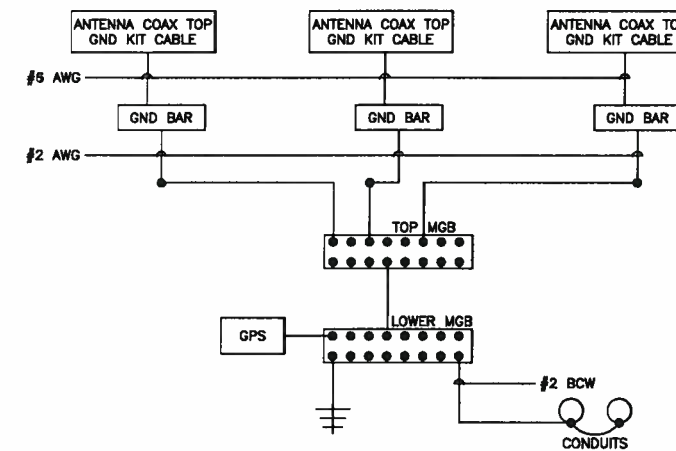 ANTENNA COAX TOP
GND KIT CABLE
ANTENNA COAX TOP
GND KIT CABLE
ANTENNA COAX TO
GND KIT CABLE
#6 AWG
GND BAR
GND BAR
GND BAR
#2 AWG
TOP MGB
LOWER MGB
GPS
#2 BCW
CONDUITS